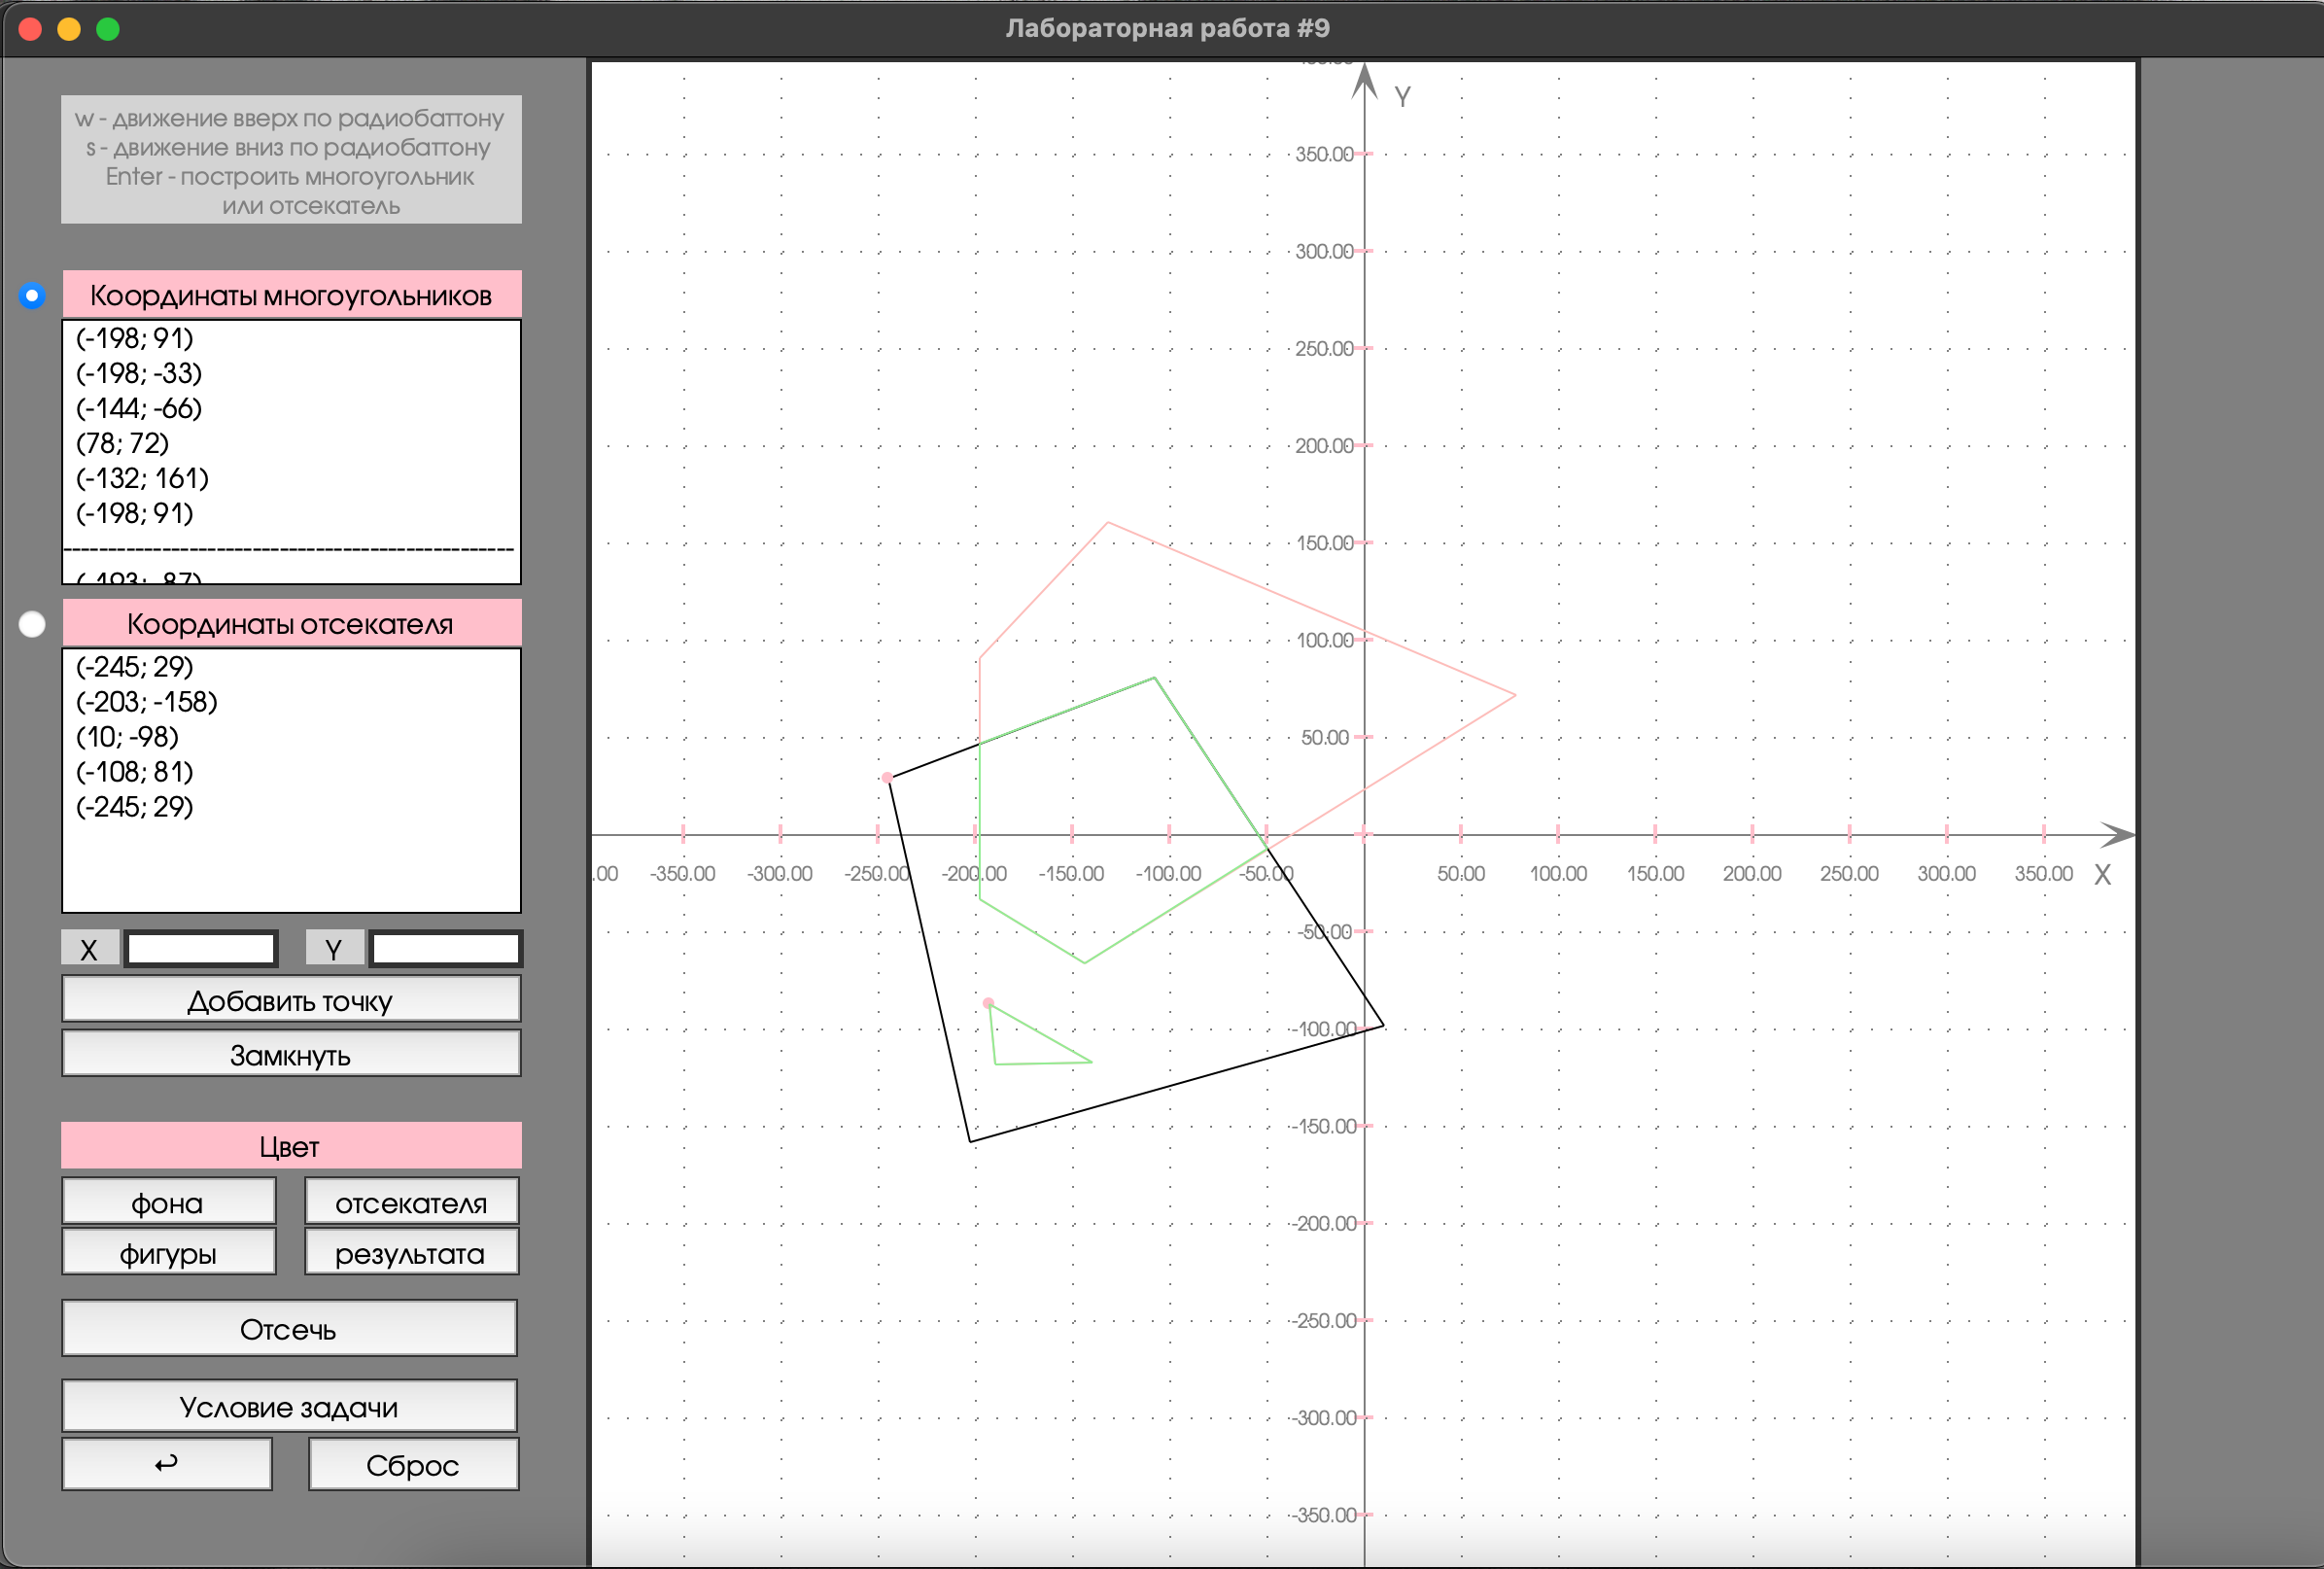 Лабораторная работа #9
w - движение вверх по радиобаттону
s - движение вниз по радиобаттону
Enter - построить многоугольник
или отсекатель
Координаты многоугольников
(-198; 91)
(-198; -33)
(-144; -66)
(78; 72)
(-132; 161)
(-198; 91)
(-193; -87)
Координаты отсекателя
(-245; 29)
(-203; -158)
(10; -98)
(-108; 81)
(-245; 29)
X Y
Добавить точку
Замкнуть
Цвет
фона отсекателя
фигуры результата
Отсечь
Условие задачи
↩ Сброс
Y
350.00
300.00
250.00
200.00
150.00
100.00
50.00
.00 -350.00 -300.00 -250.00 -200.00 -150.00 -100.00 -50.00 50.00 100.00 150.00 200.00 250.00 300.00 350.00 X
-50.00
-100.00
-150.00
-200.00
-250.00
-300.00
-350.00